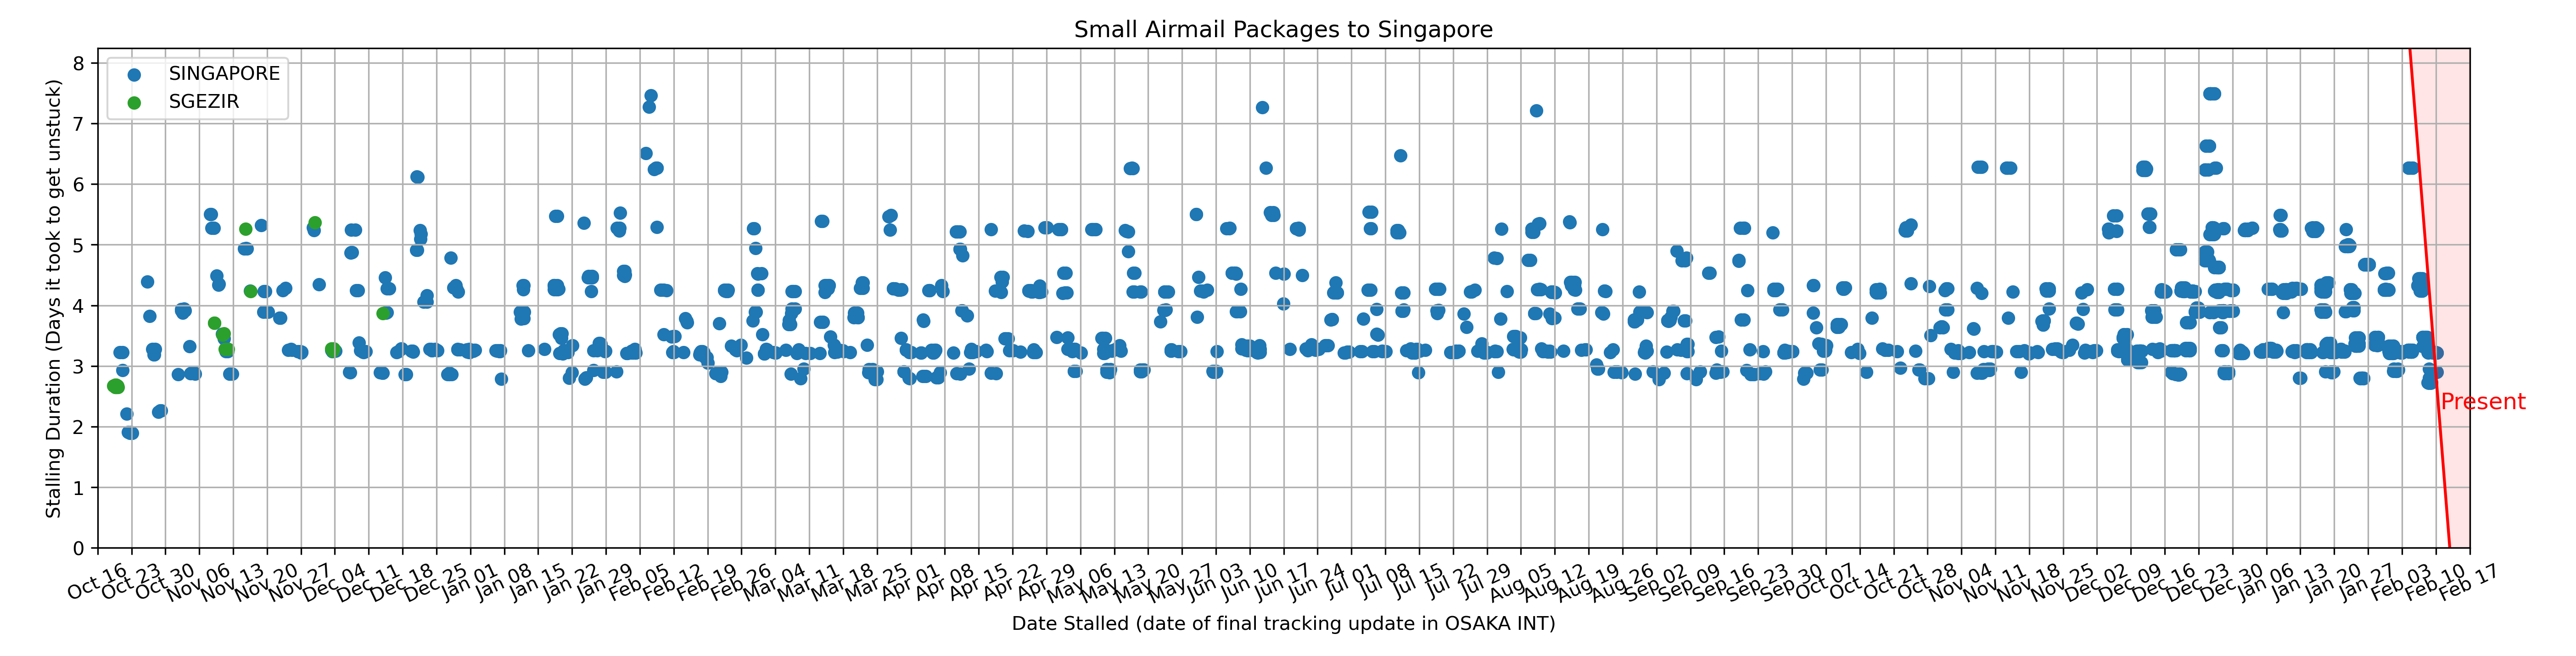 Small Airmail Packages to Singapore
SINGAPORE
SGEZIR
Stalling Duration (Days it took to get unstuck)
8
7
6
5
4
3
2
1
0
Present
Oct 16
Oct 23
Oct 30
Nov 06
Nov 13
Nov 20
Nov 27
Dec 04
Dec 11
Dec 18
Dec 25
Jan 01
Jan 08
Jan 15
Jan 22
Jan 29
Feb 05
Feb 12
Feb 19
Feb 26
Mar 04
Mar 11
Mar 18
Mar 25
Apr 01
Apr 08
Apr 15
Apr 22
Apr 29
May 06
May 13
May 20
May 27
Jun 03
Jun 10
Jun 17
Jun 24
Jul 01
Jul 08
Jul 15
Jul 22
Jul 29
Aug 05
Aug 12
Aug 19
Aug 26
Sep 02
Sep 09
Sep 16
Sep 23
Sep 30
Oct 07
Oct 14
Oct 21
Oct 28
Nov 04
Nov 11
Nov 18
Nov 25
Dec 02
Dec 09
Dec 16
Dec 23
Dec 30
Jan 06
Jan 13
Jan 20
Jan 27
Feb 03
Feb 10
Feb 17
Date Stalled (date of final tracking update in OSAKA INT)